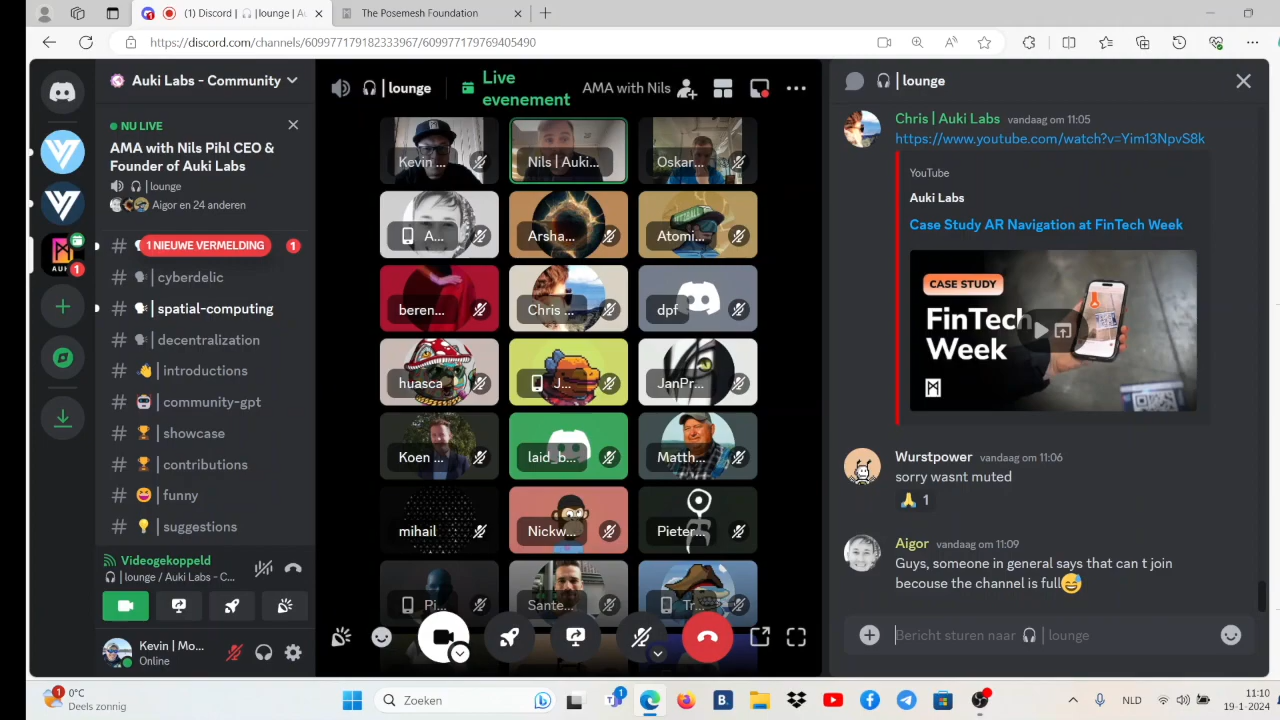 (1) Discord | 🎧 | lounge | Au
The Posemesh Foundation
https://discord.com/channels/609977179182333967/609977179769405490
Auki Labs - Community
NU LIVE
AMA with Nils Pihl CEO &
Founder of Auki Labs
lounge
Aigor en 24 anderen
1 NIEUWE VERMELDING
1
cyberdelic
spatial-computing
decentralization
introductions
community-gpt
showcase
contributions
funny
suggestions
Videogekoppeld
lounge / Auki Labs - C...
Kevin | Mo...
Online
AUKI
1
lounge
Live
evenement
AMA with Nils
Kevin ...
Nils | Auki...
Oskar...
A...
Arsha...
Atomi...
beren...
Chris ...
dpf
huasca
J...
JanPr...
Koen ...
laid_b...
Matth...
mihail
Nickw...
Pieter...
Pi...
Sante...
Tr...
lounge
Chris | Auki Labs vandaag om 11:05
https://www.youtube.com/watch?v=Yim13NpvS8k
YouTube
Auki Labs
Case Study AR Navigation at FinTech Week
CASE STUDY
FinTech
Week
Wurstpower vandaag om 11:06
sorry wasnt muted
🙏 1
Aigor vandaag om 11:09
Guys, someone in general says that can t join
becouse the channel is full😅
Bericht sturen naar 🎧 | lounge
1
0°C
Deels zonnig
Zoeken
1
NLD
11:10
19-1-2024